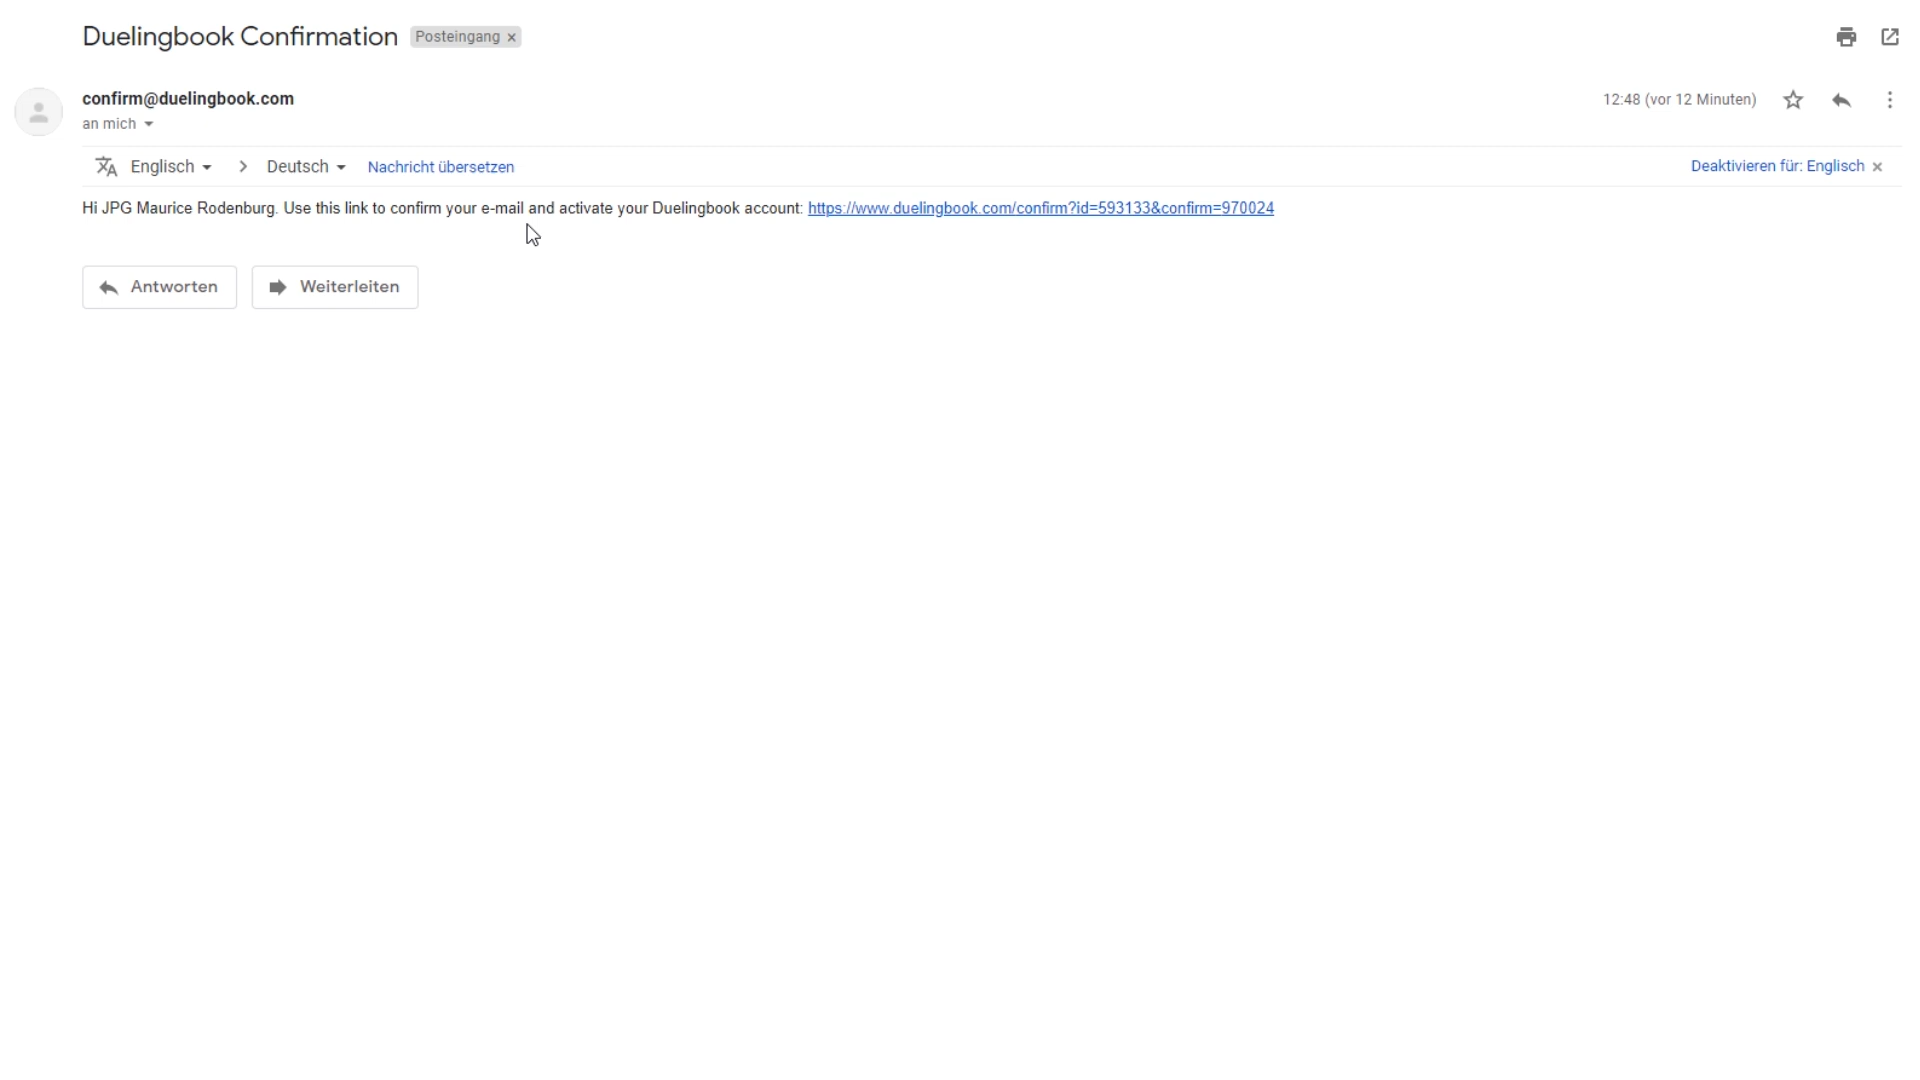 Duelingbook Confirmation Posteingang ×
confirm@duelingbook.com 12:48 (vor 12 Minuten)
an mich
Englisch > Deutsch Nachricht übersetzen Deaktivieren für: Englisch ×
Hi JPG Maurice Rodenburg. Use this link to confirm your e-mail and activate your Duelingbook account: https://www.duelingbook.com/confirm?id=593133&confirm=970024
Antworten Weiterleiten